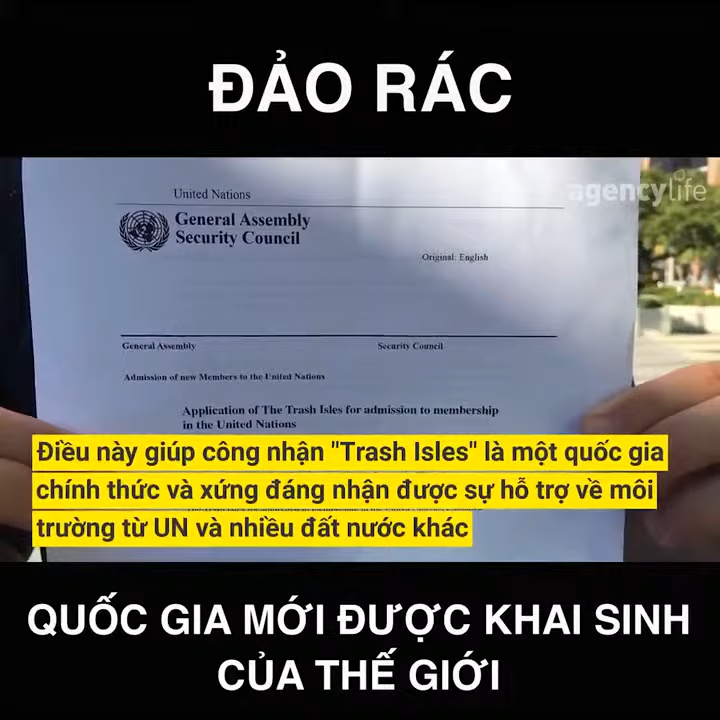 ĐẢO RÁC
agencylife
United Nations
General Assembly
Security Council
Original: English
General Assembly
Security Council
Admission of new Members to the United Nations
Application of The Trash Isles for admission to membership
in the United Nations
Điều này giúp công nhận "Trash Isles" là một quốc gia
chính thức và xứng đáng nhận được sự hỗ trợ về môi
trường từ UN và nhiều đất nước khác
QUỐC GIA MỚI ĐƯỢC KHAI SINH
CỦA THẾ GIỚI